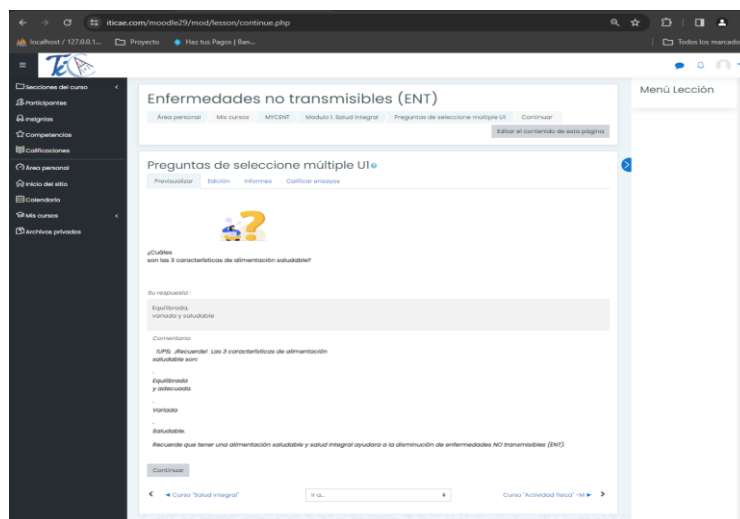 iticae.com/moodle29/mod/lesson/continue.php
localhost / 127.0.0.1... Proyecto Haz tus Pagos | Ban... Todos los marcado
Secciones del curso
Participantes
Insignias
Competencias
Calificaciones
Área personal
Inicio del sitio
Calendario
Mis cursos
Archivos privados
Enfermedades no transmisibles (ENT)
Área personal Mis cursos MYCENT Modulo 1. Salud Integral Preguntas de seleccione múltiple U1 Continuar
Editar el contenido de esta página
Preguntas de seleccione múltiple U1
Previsualizar Edición Informes Calificar ensayos
¿Cuáles
son las 3 características de alimentación saludable?
Su respuesta :
Equilibrada,
variada y saludable
Comentario
!UPS¡ ¡Recuerde! Las 3 características de alimentación
saludable son:
.
Equilibrada
y adecuada.
.
Variada
.
Saludable.
Recuerde que tener una alimentación saludable y salud integral ayudara a la disminución de enfermedades NO transmisibles (ENT).
Continuar
◄ Curso "Salud Integral" Ir a... Curso "Actividad física" -M ►
Menú Lección